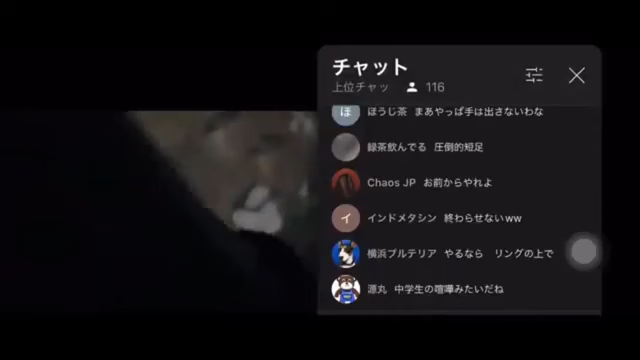 チャット
上位チャッ 116
ほ ほうじ茶 まあやっぱ手は出さないわな
緑茶飲んでる 圧倒的短足
Chaos JP お前からやれよ
イ インドメタシン 終わらせないww
横浜プルテリア やるなら リングの上で
源丸 中学生の喧嘩みたいだね